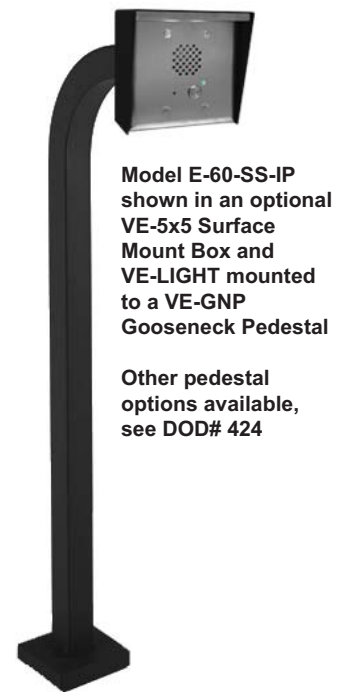 Model E-60-SS-IP
shown in an optional
VE-5x5 Surface
Mount Box and
VE-LIGHT mounted
to a VE-GNP
Gooseneck Pedestal
Other pedestal
options available,
see DOD# 424